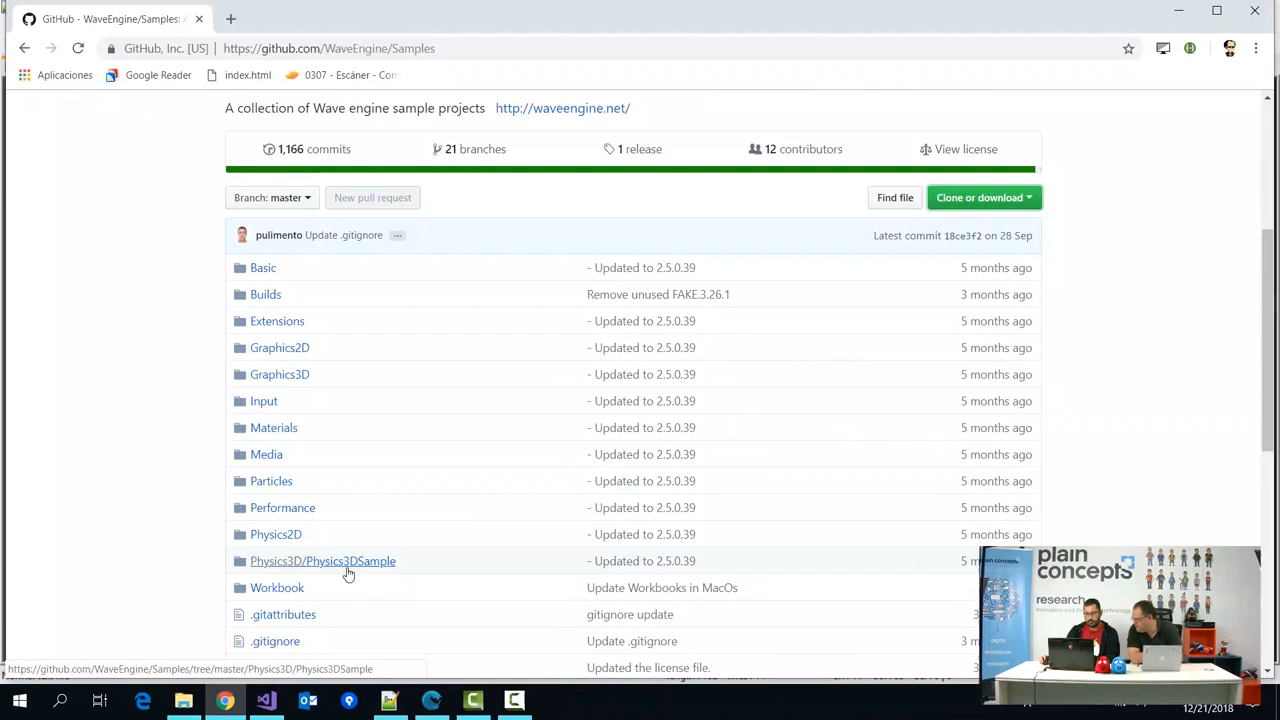 GitHub - WaveEngine/Samples: A
GitHub, Inc. [US] | https://github.com/WaveEngine/Samples
Aplicaciones Google Reader index.html 0307 - Escáner - Con
A collection of Wave engine sample projects http://waveengine.net/
1,166 commits 21 branches 1 release 12 contributors View license
Branch: master New pull request Find file Clone or download
pulimento Update .gitignore ... Latest commit 18ce3f2 on 28 Sep
Basic - Updated to 2.5.0.39 5 months ago
Builds Remove unused FAKE.3.26.1 3 months ago
Extensions - Updated to 2.5.0.39 5 months ago
Graphics2D - Updated to 2.5.0.39 5 months ago
Graphics3D - Updated to 2.5.0.39 5 months ago
Input - Updated to 2.5.0.39 5 months ago
Materials - Updated to 2.5.0.39 5 months ago
Media - Updated to 2.5.0.39 5 months ago
Particles - Updated to 2.5.0.39 5 months ago
Performance - Updated to 2.5.0.39 5 months ago
Physics2D - Updated to 2.5.0.39 5 months ago
Physics3D/Physics3DSample - Updated to 2.5.0.39 5 m
Workbook Update Workbooks in MacOs
.gitattributes gitignore update
.gitignore Update .gitignore 3 m
Updated the license file.
https://github.com/WaveEngine/Samples/tree/master/Physics3D/Physics3DSample
plain
concepts
research
12/21/2018